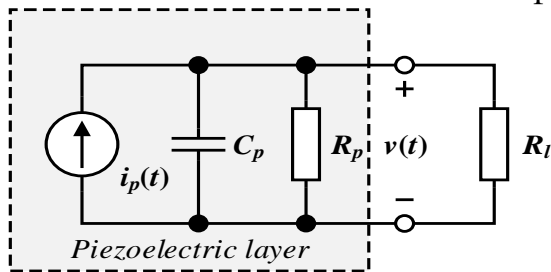 p
+
i_p(t)
C_p
R_p
v(t)
R_l
−
Piezoelectric layer